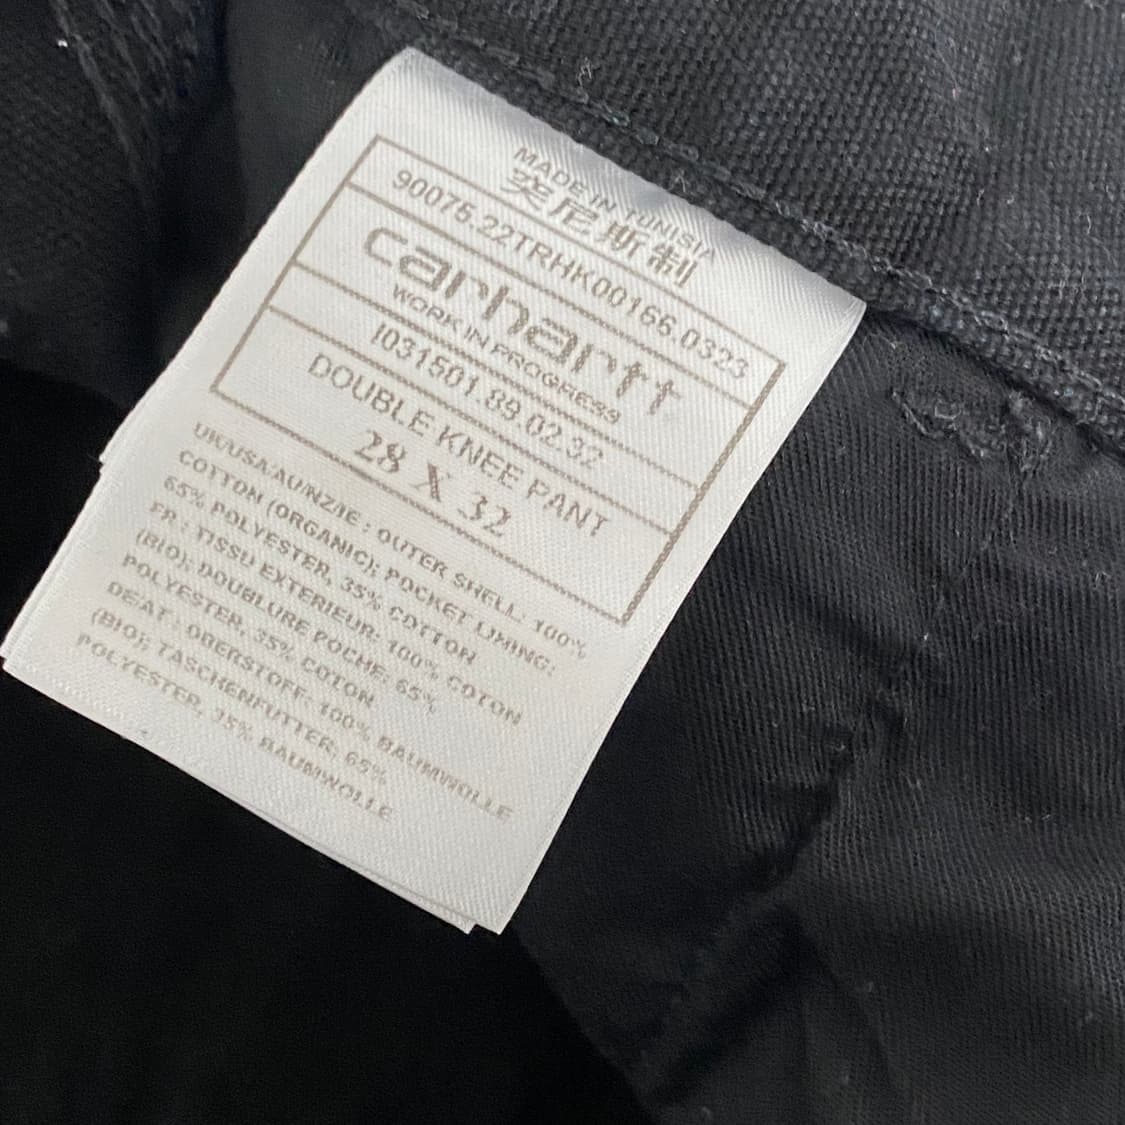 MADE IN TUNISIA
突尼斯制
90075.22TRHK00166.0323
carhartt
WORK IN PROGRESS
I031501.89.02.32
DOUBLE KNEE PANT
28 X 32
UK/USA/AU/NZ/IE : OUTER SHELL: 100%
COTTON (ORGANIC); POCKET LINING:
65% POLYESTER, 35% COTTON
FR : TISSU EXTERIEUR: 100% COTON
(BIO); DOUBLURE POCHE: 65%
POLYESTER, 35% COTON
DE/AT : OBERSTOFF: 100% BAUMWOLLE
(BIO); TASCHENFUTTER: 65%
POLYESTER, 35% BAUMWOLLE